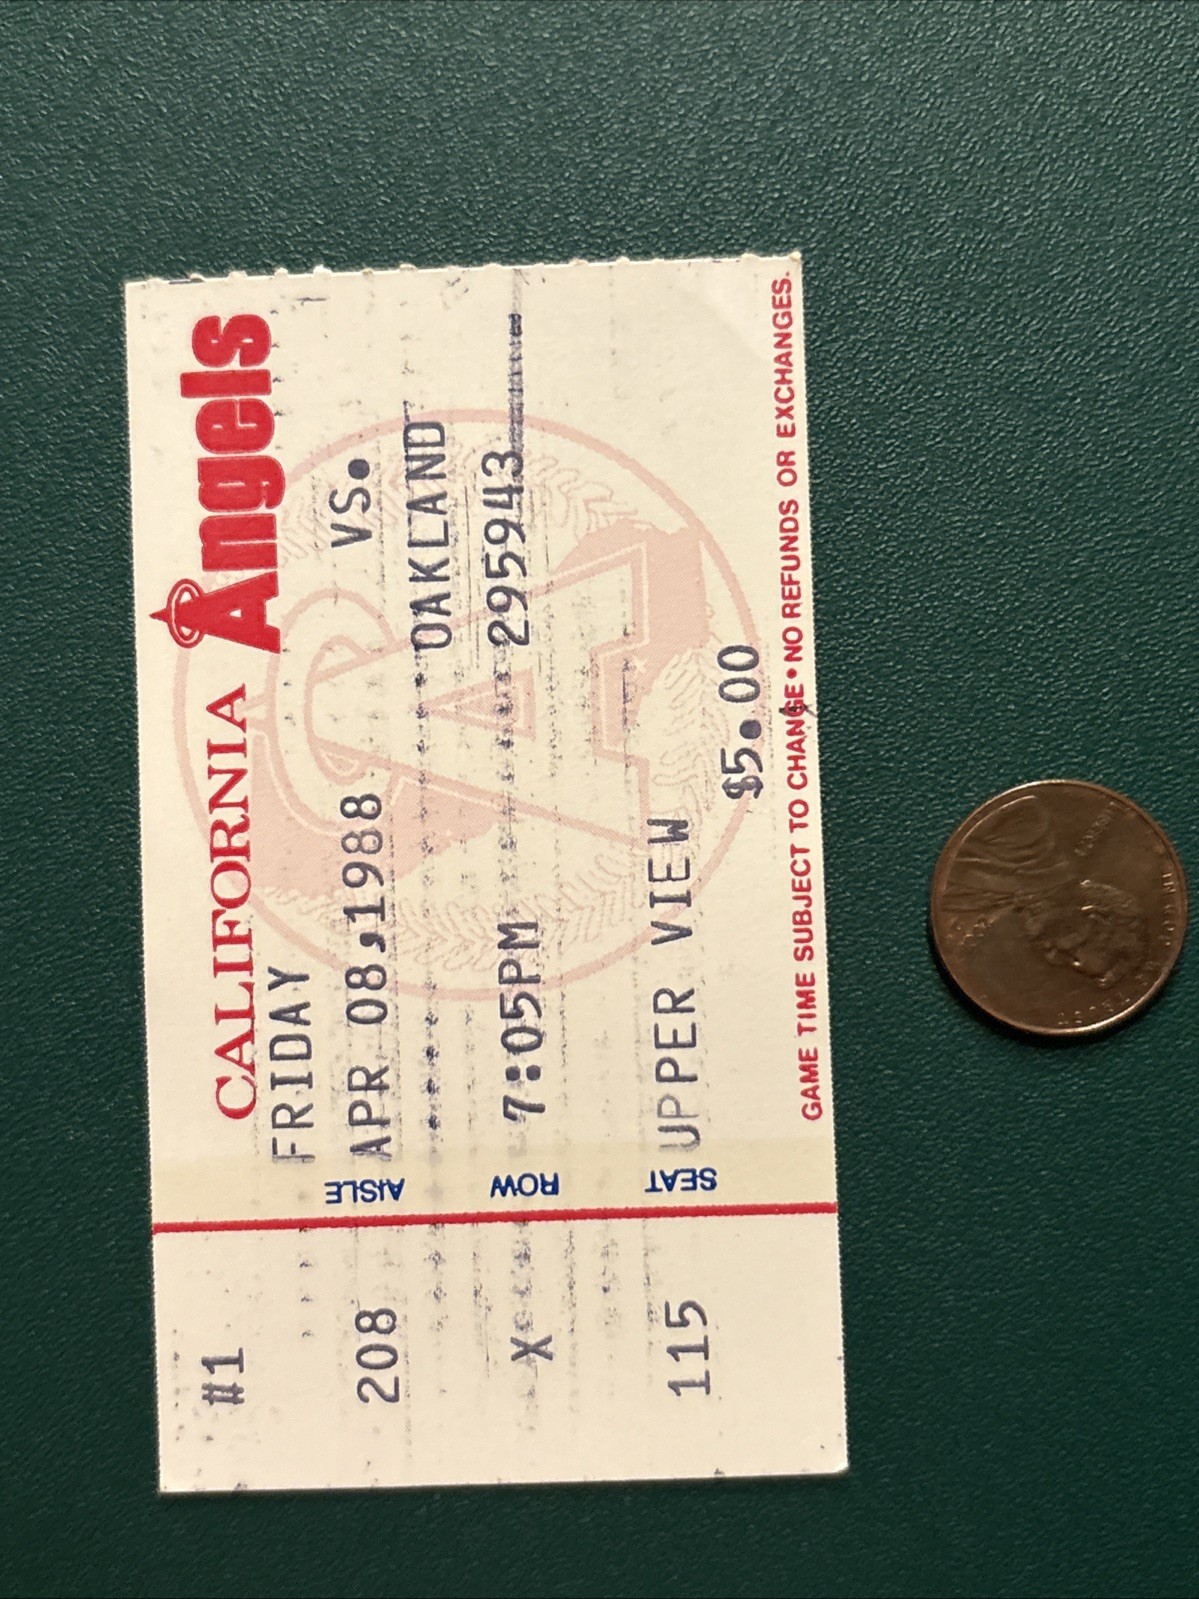 CALIFORNIA Angels
#1
FRIDAY
208 AISLE APR 08,1988 VS.
OAKLAND
X ROW 7:05PM 295943
115 SEAT UPPER VIEW
$5.00
GAME TIME SUBJECT TO CHANGE • NO REFUNDS OR EXCHANGES.